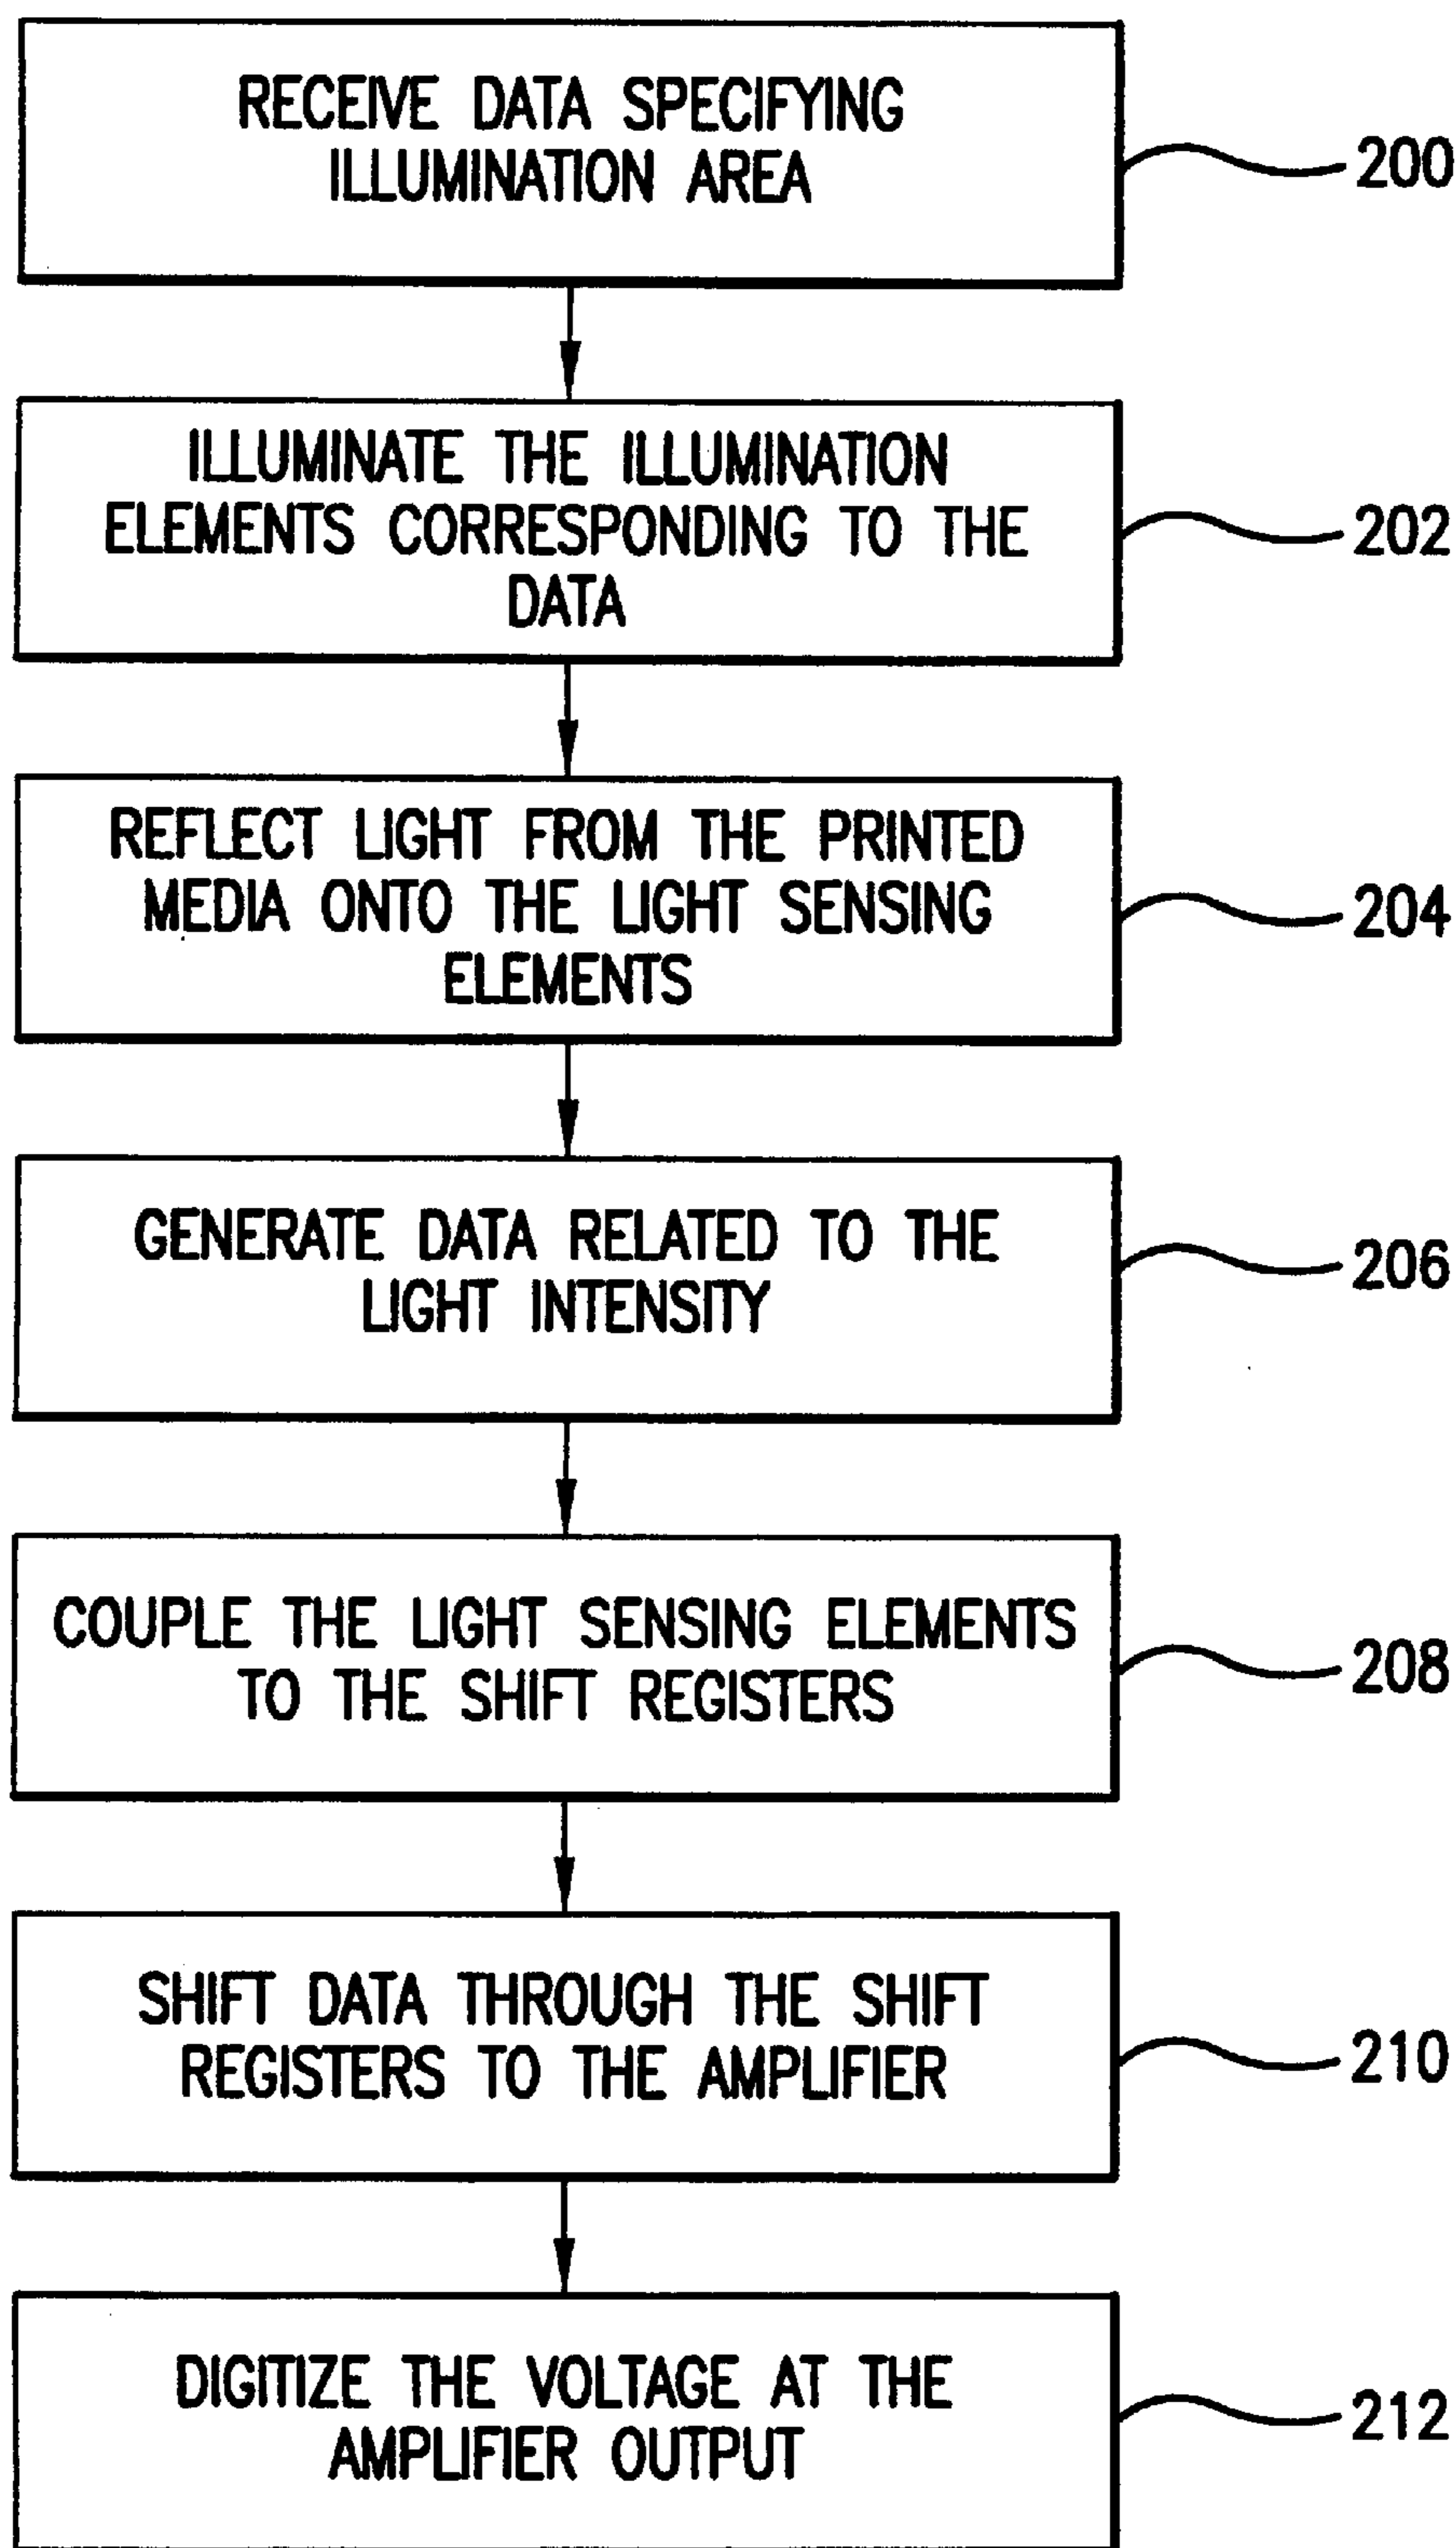 RECEIVE DATA SPECIFYING
ILLUMINATION AREA
200
ILLUMINATE THE ILLUMINATION
ELEMENTS CORRESPONDING TO THE
DATA
202
REFLECT LIGHT FROM THE PRINTED
MEDIA ONTO THE LIGHT SENSING
ELEMENTS
204
GENERATE DATA RELATED TO THE
LIGHT INTENSITY
206
COUPLE THE LIGHT SENSING ELEMENTS
TO THE SHIFT REGISTERS
208
SHIFT DATA THROUGH THE SHIFT
REGISTERS TO THE AMPLIFIER
210
DIGITIZE THE VOLTAGE AT THE
AMPLIFIER OUTPUT
212